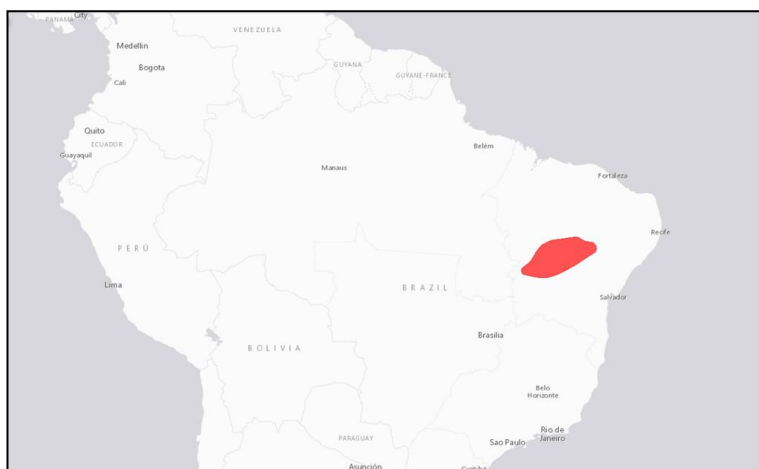 City
PANAMA
Medellin
VENEZUELA
Bogota
Cali
GUYANA
GUYANE-FRANCE
Quito
ECUADOR
Guayaquil
Belém
Manaus
Fortaleza
Recife
PERÚ
Lima
BRAZIL
Salvador
Brasilia
BOLIVIA
Belo
Horizonte
Rio de
Janeiro
Sao Paulo
PARAGUAY
Asunción
Curitiba